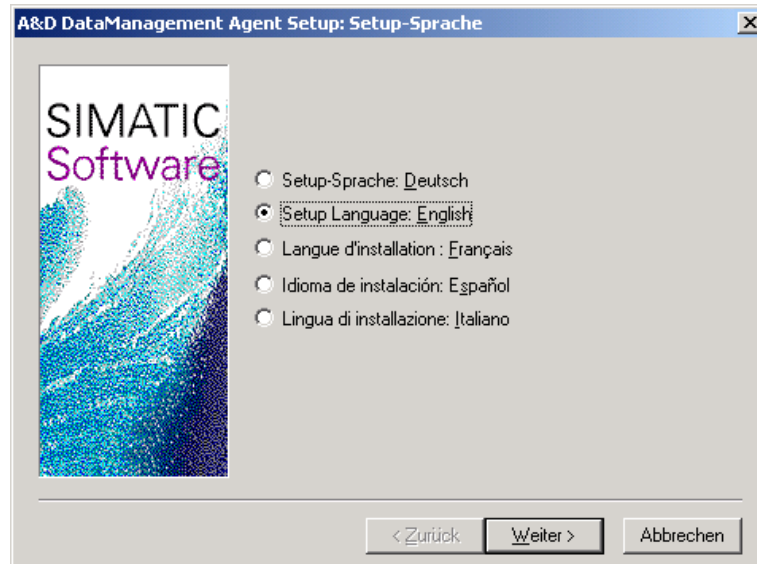 A&D DataManagement Agent Setup: Setup-Sprache
SIMATIC
Software
Setup-Sprache: Deutsch
Setup Language: English
Langue d'installation : Français
Idioma de instalación: Español
Lingua di installazione: Italiano
< Zurück
Weiter >
Abbrechen